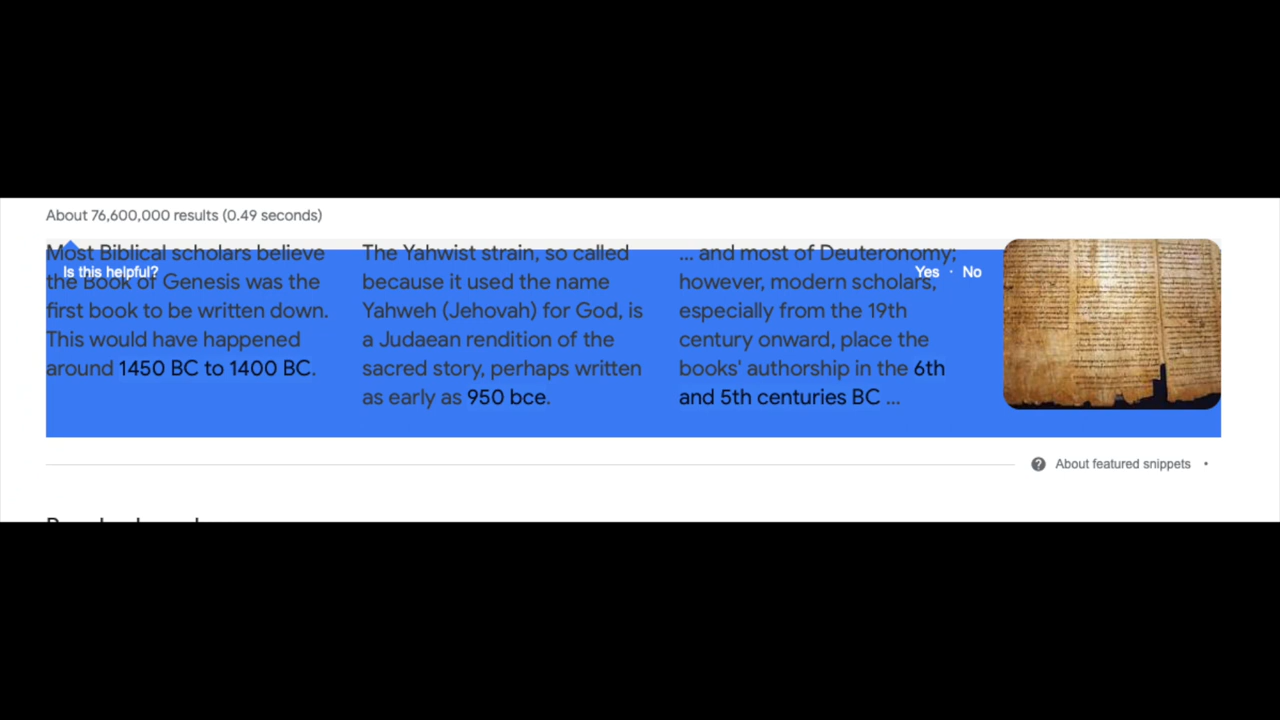 About 76,600,000 results (0.49 seconds)
Most Biblical scholars believe
the Book of Genesis was the
first book to be written down.
This would have happened
around 1450 BC to 1400 BC.
The Yahwist strain, so called
because it used the name
Yahweh (Jehovah) for God, is
a Judaean rendition of the
sacred story, perhaps written
as early as 950 bce.
... and most of Deuteronomy;
however, modern scholars,
especially from the 19th
century onward, place the
books' authorship in the 6th
and 5th centuries BC ...
Is this helpful?
Yes · No
About featured snippets •